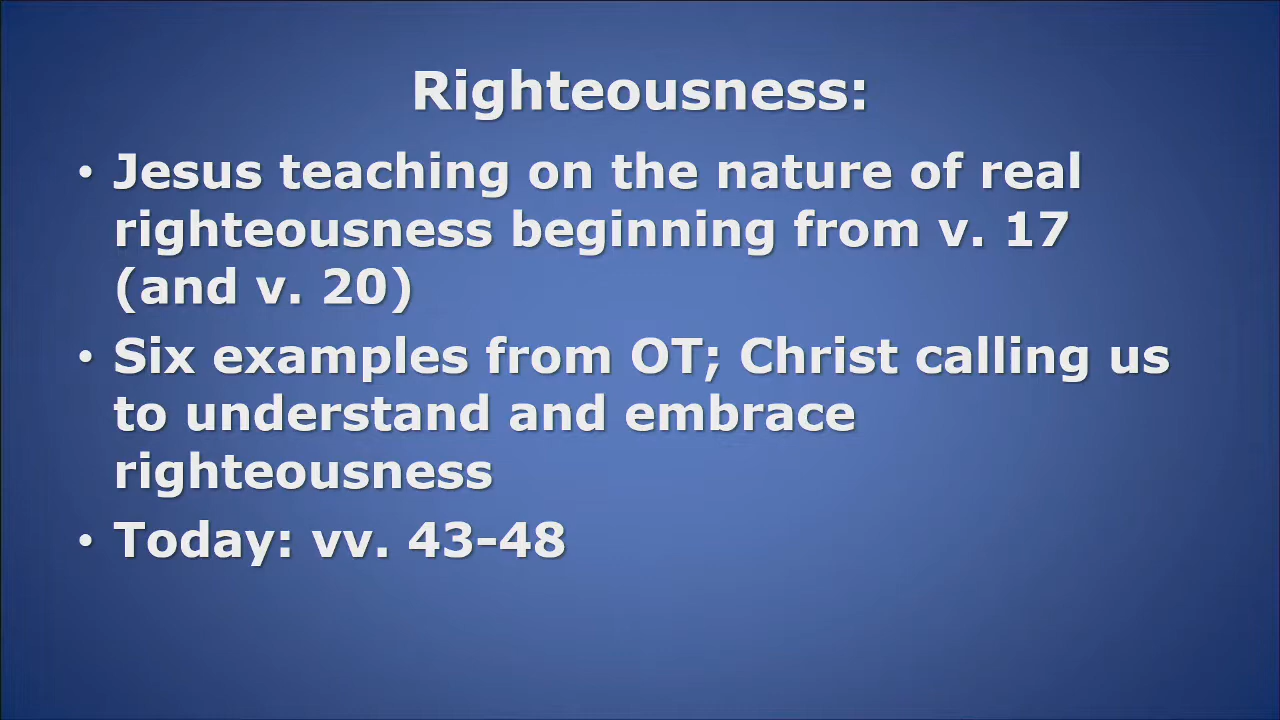 Righteousness:
• Jesus teaching on the nature of real
righteousness beginning from v. 17
(and v. 20)
• Six examples from OT; Christ calling us
to understand and embrace
righteousness
• Today: vv. 43-48